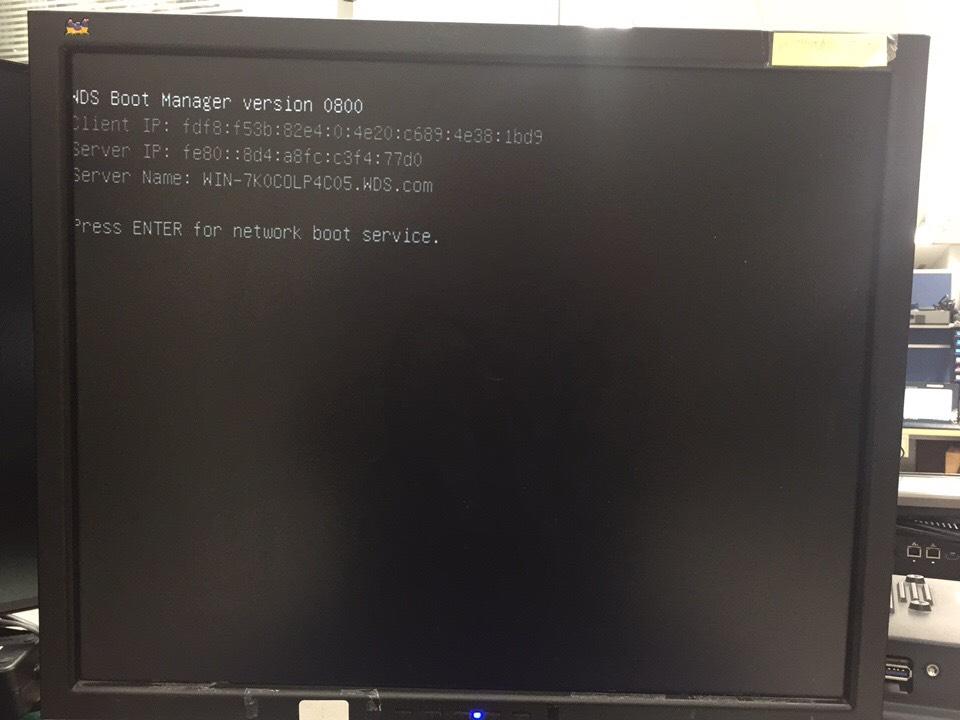 WDS Boot Manager version 0800
Client IP: fdf8:f53b:82e4:0:4e20:c689:4e38:1bd9
Server IP: fe80::8d4:a8fc:c3f4:77d0
Server Name: WIN-7K0COLP4C05.WDS.com
Press ENTER for network boot service.